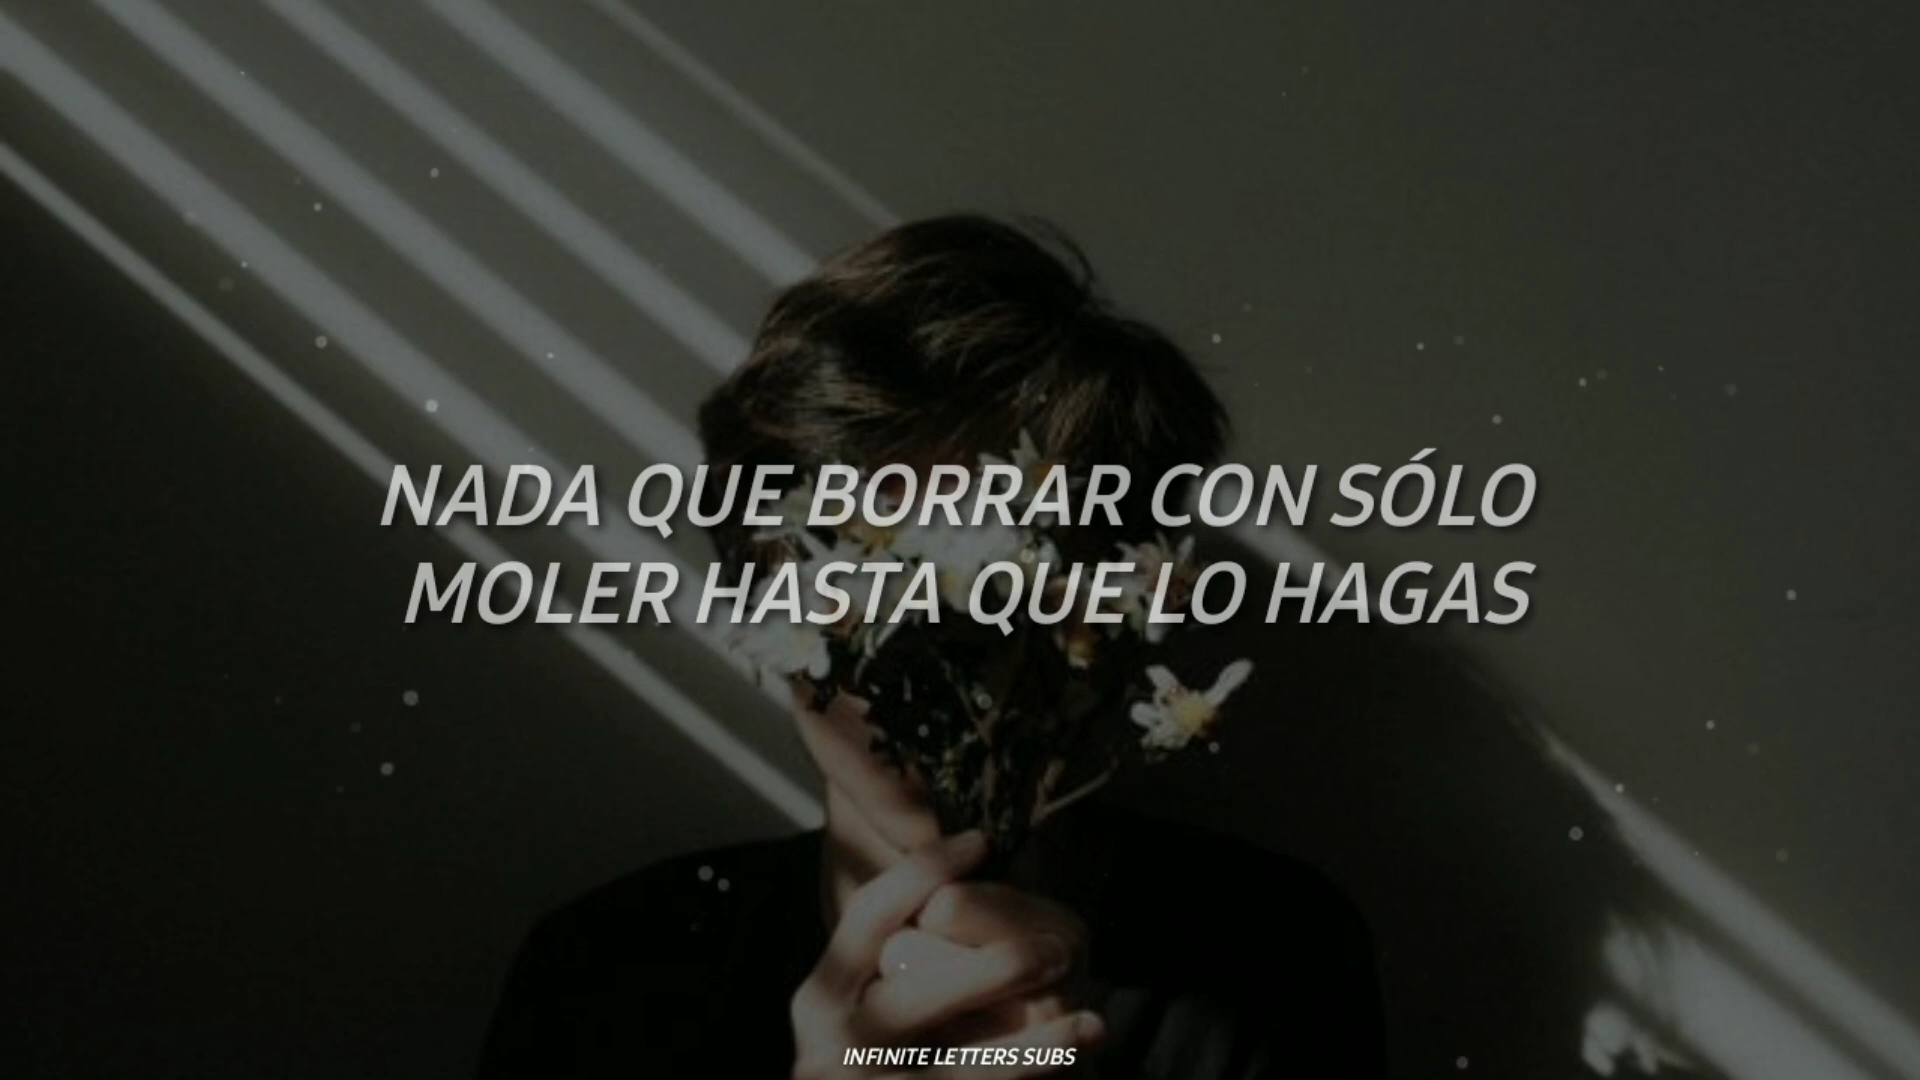 NADA QUE BORRAR CON SÓLO
MOLER HASTA QUE LO HAGAS
INFINITE LETTERS SUBS